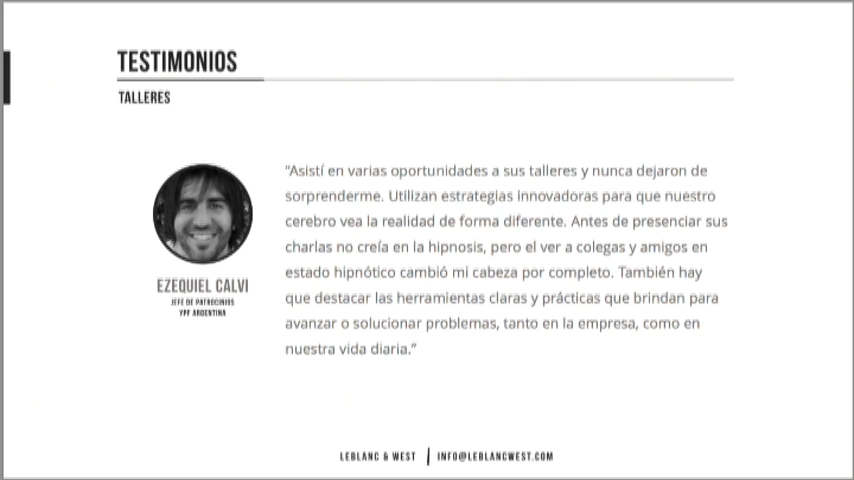 TESTIMONIOS
TALLERES
"Asistí en varias oportunidades a sus talleres y nunca dejaron de
sorprenderme. Utilizan estrategias innovadoras para que nuestro
cerebro vea la realidad de forma diferente. Antes de presenciar sus
charlas no creía en la hipnosis, pero el ver a colegas y amigos en
estado hipnótico cambió mi cabeza por completo. También hay
que destacar las herramientas claras y prácticas que brindan para
avanzar o solucionar problemas, tanto en la empresa, como en
nuestra vida diaria."
EZEQUIEL CALVI
JEFE DE PATROCINIOS
YPF ARGENTINA
LEBLANC & WEST | INFO@LEBLANCWEST.COM